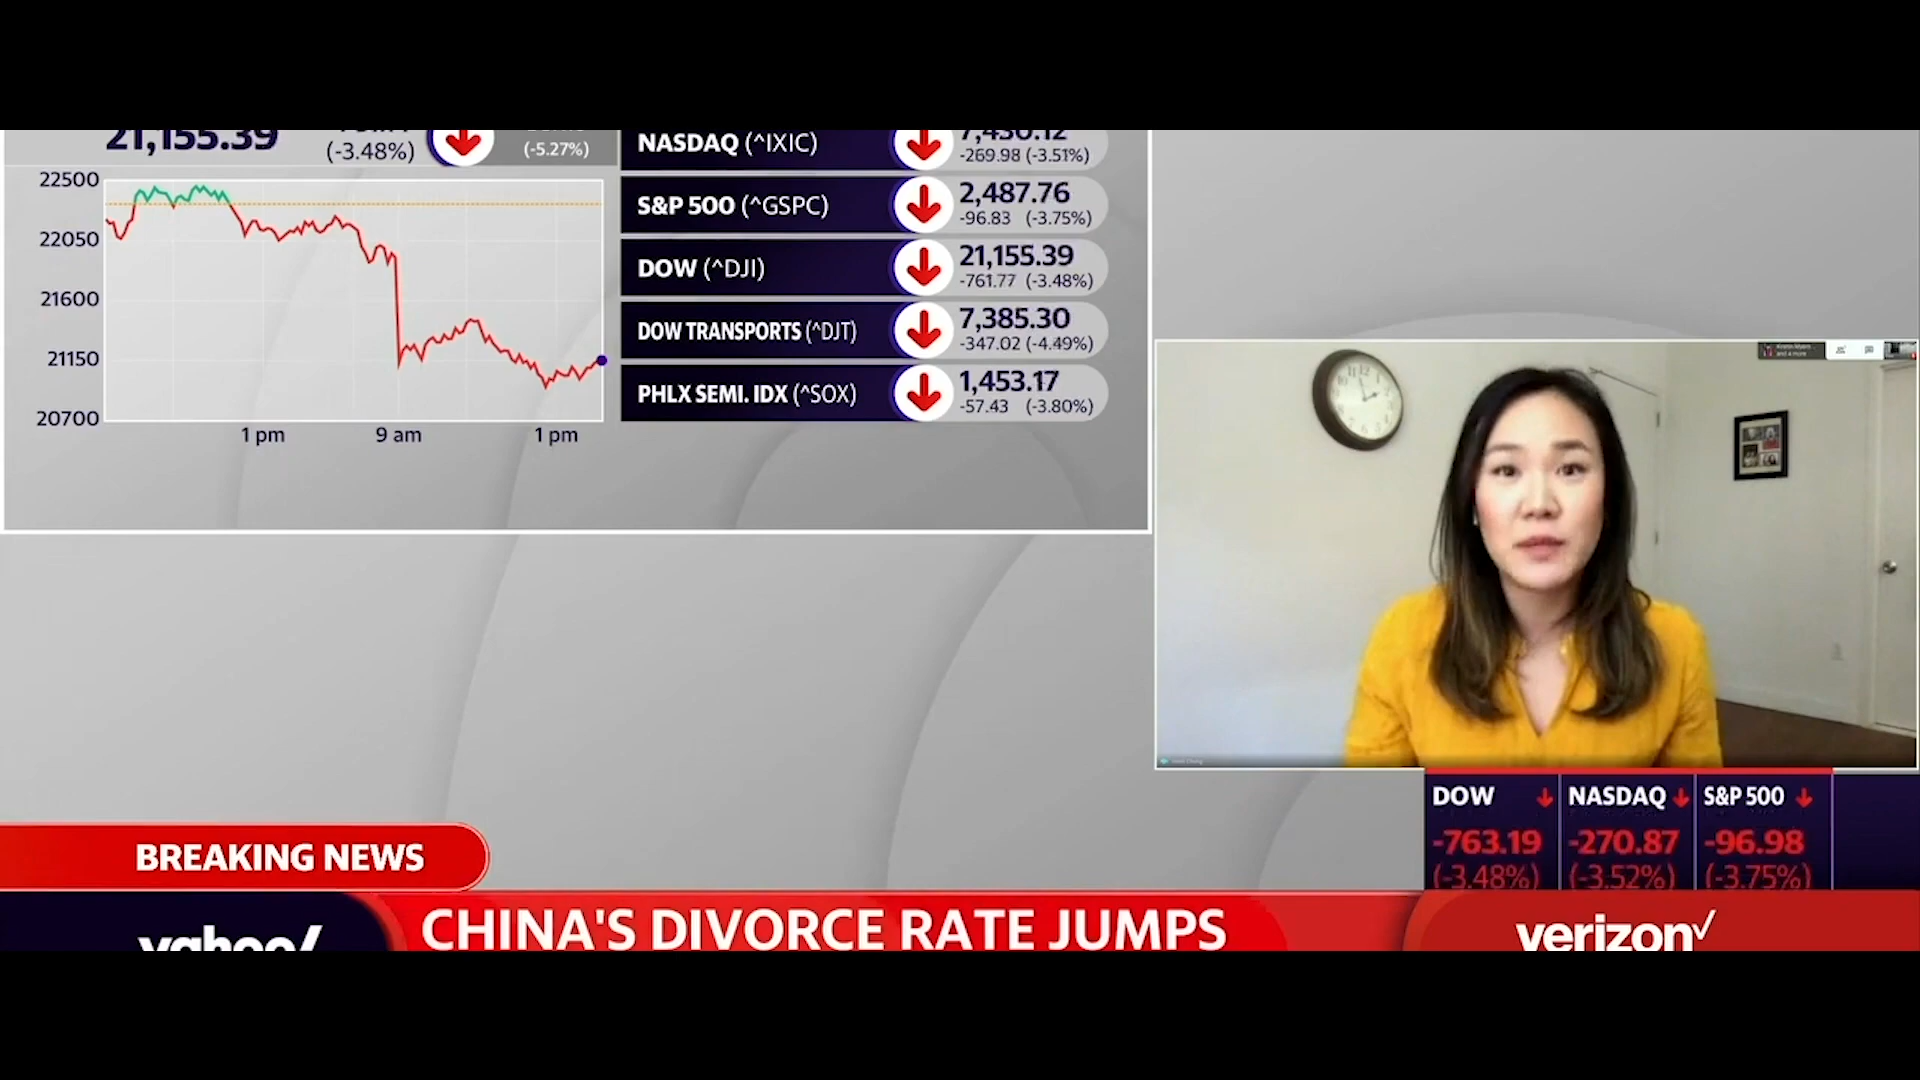 21,155.39
(-3.48%)
(-5.27%)
22500
22050
21600
21150
20700
1 pm
9 am
1 pm
NASDAQ (^IXIC)
7,430.12
-269.98 (-3.51%)
S&P 500 (^GSPC)
2,487.76
-96.83 (-3.75%)
DOW (^DJI)
21,155.39
-761.77 (-3.48%)
DOW TRANSPORTS (^DJT)
7,385.30
-347.02 (-4.49%)
PHLX SEMI. IDX (^SOX)
1,453.17
-57.43 (-3.80%)
DOW
-763.19
(-3.48%)
NASDAQ
-270.87
(-3.52%)
S&P 500
-96.98
(-3.75%)
BREAKING NEWS
yahoo/
CHINA'S DIVORCE RATE JUMPS
verizon✓